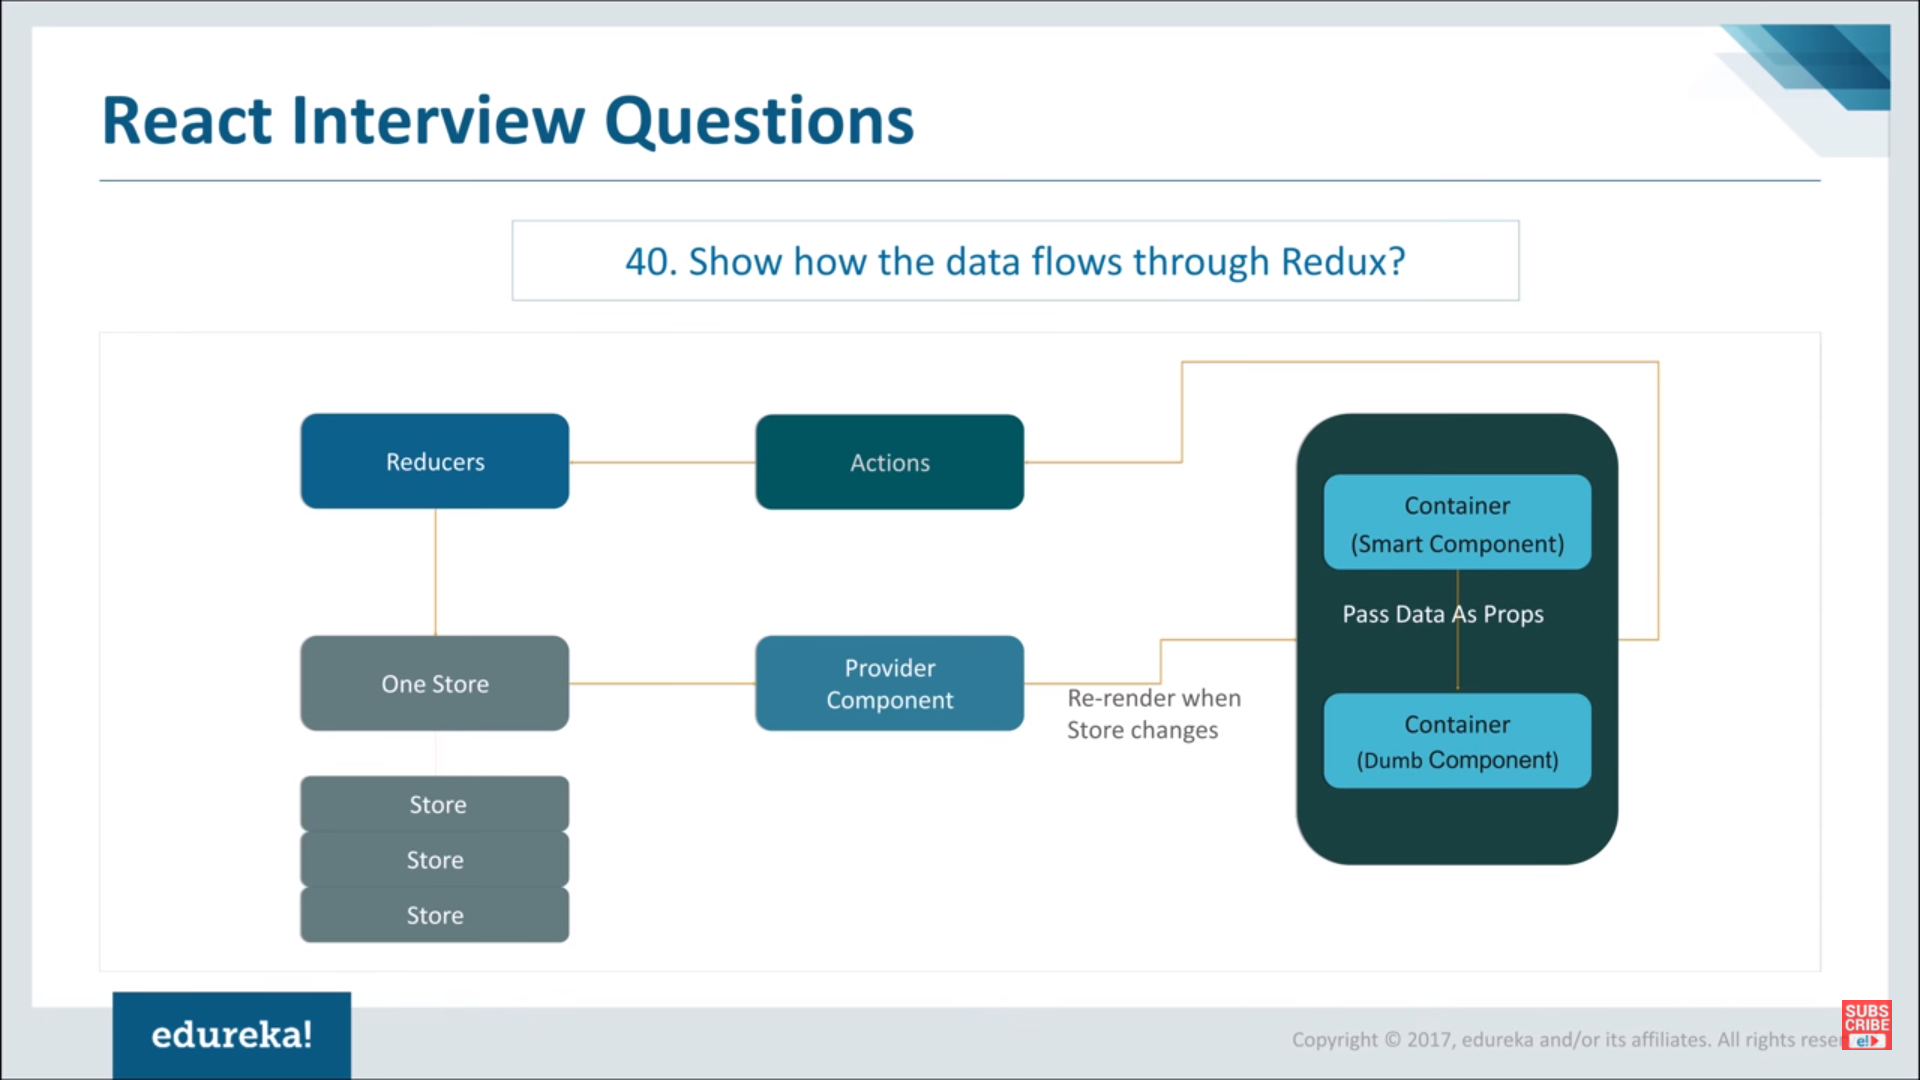 React Interview Questions
40. Show how the data flows through Redux?
Reducers
Actions
Container
(Smart Component)
Pass Data As Props
Container
(Dumb Component)
One Store
Provider
Component
Re-render when
Store changes
Store
Store
Store
edureka!
Copyright © 2017, edureka and/or its affiliates. All rights
SUBS
CRIBE
e!